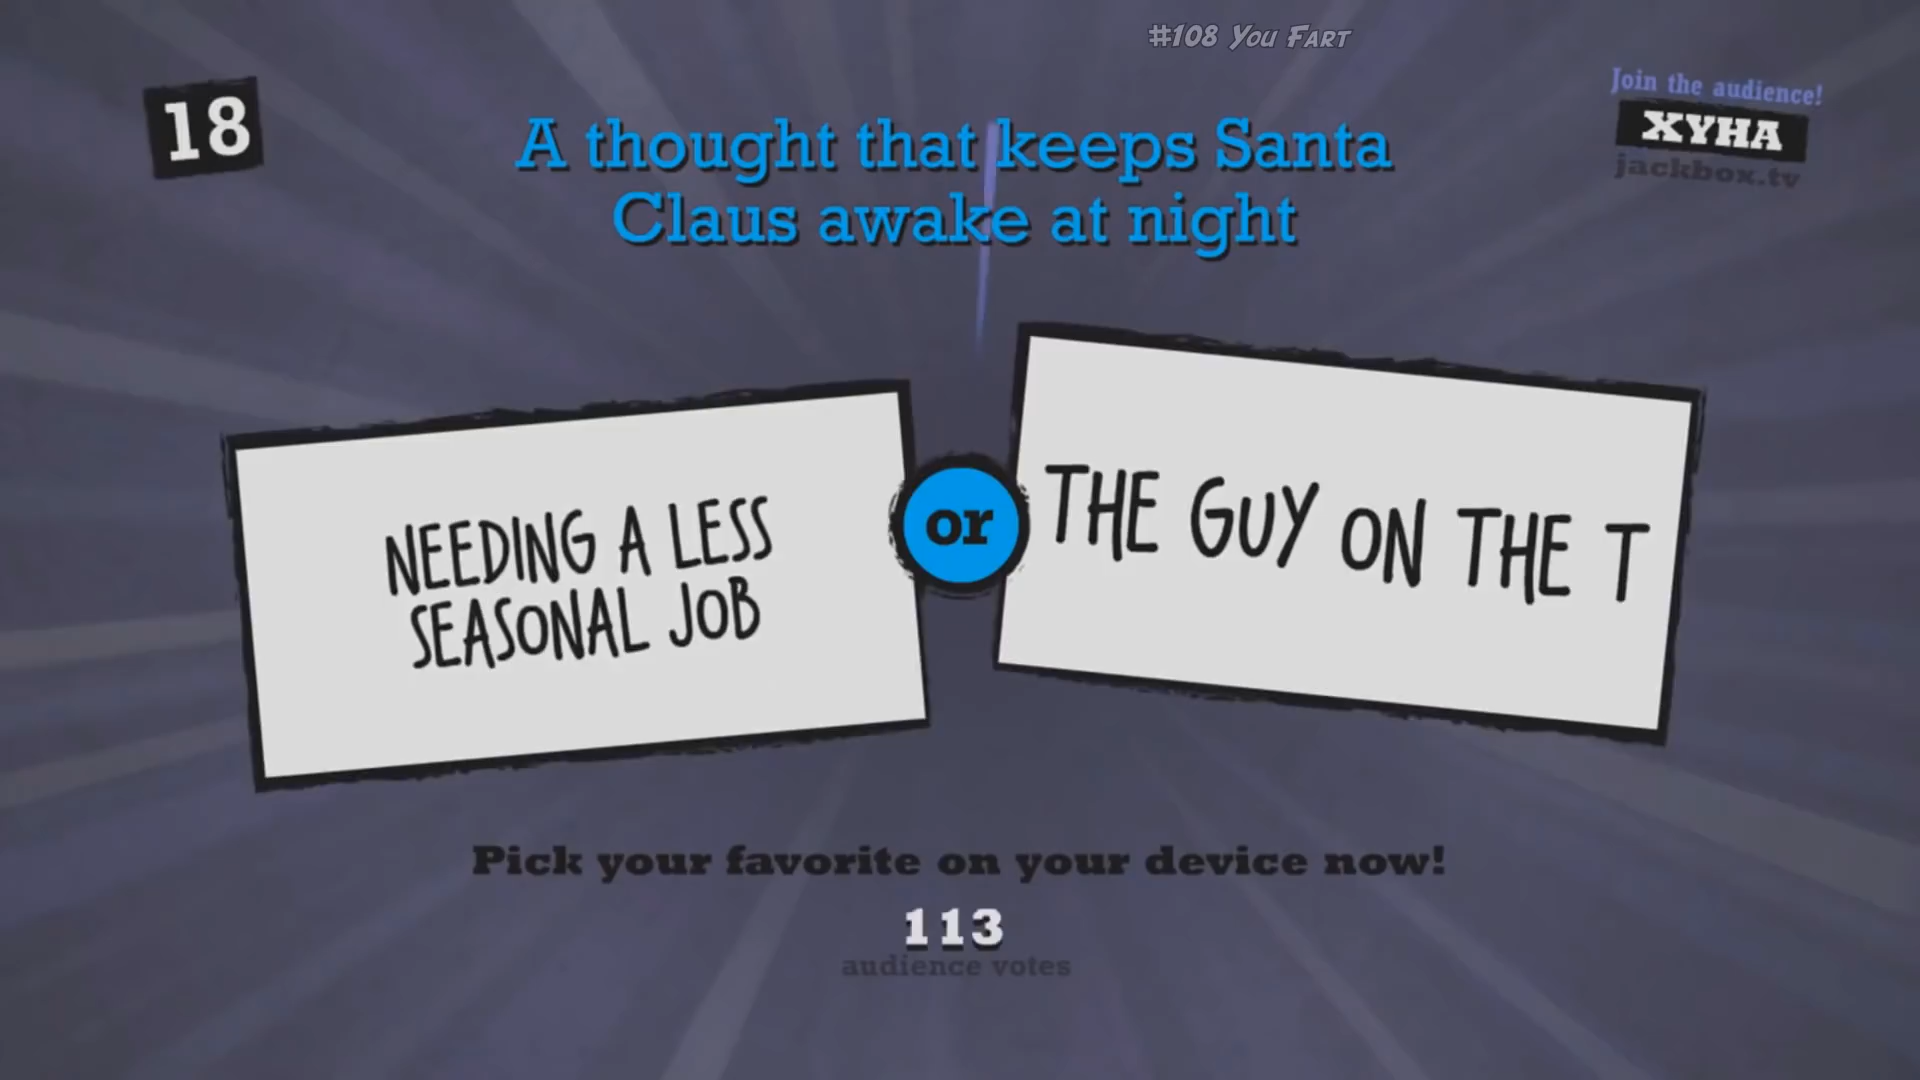 #108 You Fart
18
Join the audience!
XYHA
jackbox.tv
A thought that keeps Santa
Claus awake at night
NEEDING A LESS
SEASONAL JOB
or
THE GUY ON THE T
Pick your favorite on your device now!
113
audience votes